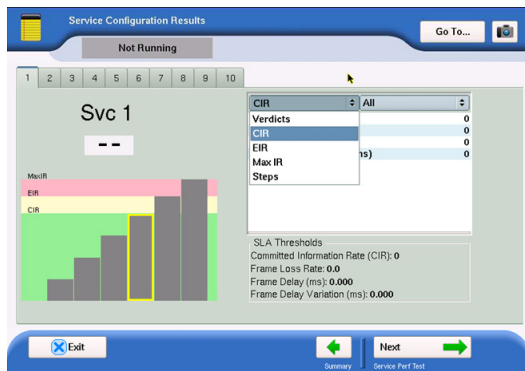 Service Configuration Results
Go To...
Not Running
1 2 3 4 5 6 7 8 9 10
Svc 1
--
CIR
All
Verdicts
0
CIR
0
EIR
0
Max IR
ns)
0
Steps
MaxIR
EIR
CIR
SLA Thresholds
Committed Information Rate (CIR): 0
Frame Loss Rate: 0.0
Frame Delay (ms): 0.000
Frame Delay Variation (ms): 0.000
Exit
Summary
Next
Service Perf Test